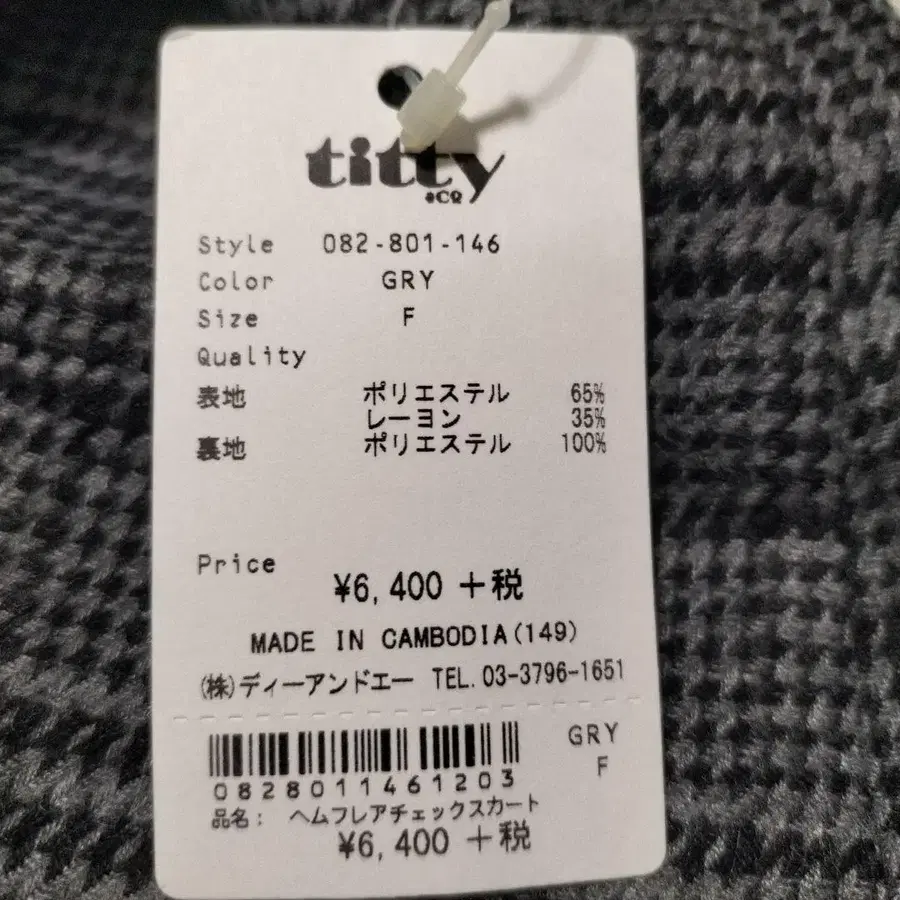 titty
&CO
Style 082-801-146
Color GRY
Size F
Quality
表地 ポリエステル 65%
レーヨン 35%
裏地 ポリエステル 100%
Price
¥6,400 +税
MADE IN CAMBODIA(149)
(株)ディーアンドエー TEL.03-3796-1651
GRY
F
0828011461203
品名: ヘムフレアチェックスカート
¥6,400 +税